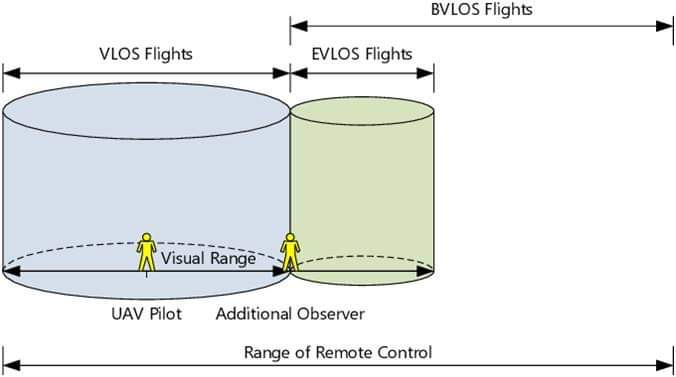 BVLOS Flights
VLOS Flights
EVLOS Flights
Visual Range
UAV Pilot
Additional Observer
Range of Remote Control